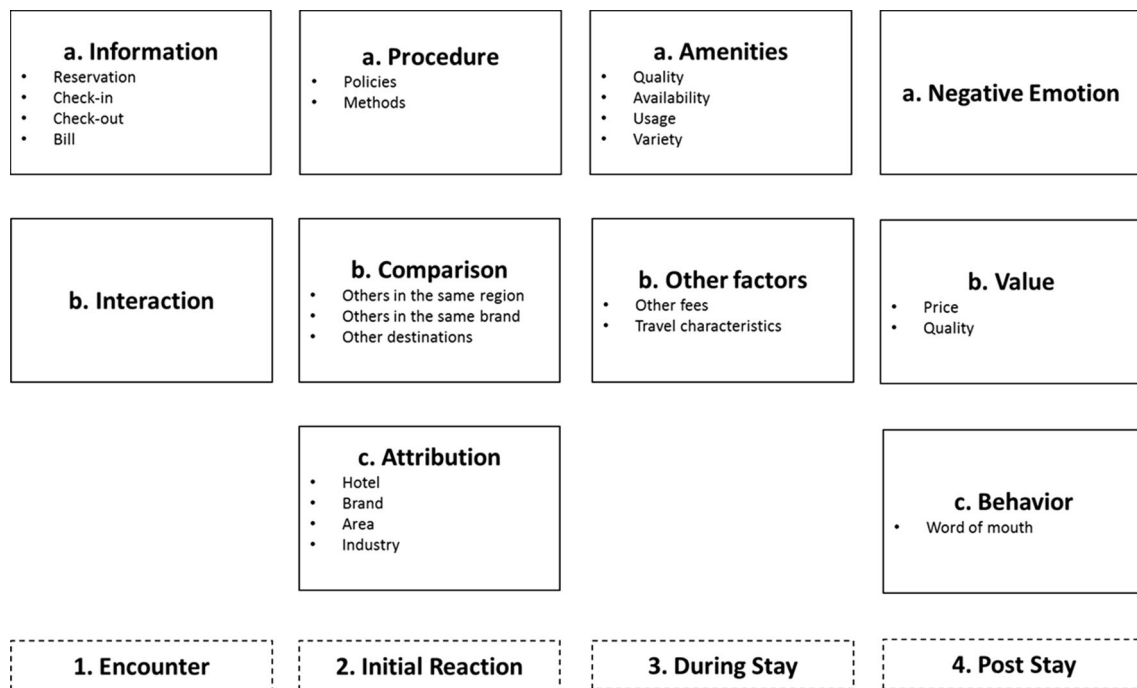 a. Information
• Reservation
• Check-in
• Check-out
• Bill
a. Procedure
• Policies
• Methods
a. Amenities
• Quality
• Availability
• Usage
• Variety
a. Negative Emotion
b. Interaction
b. Comparison
• Others in the same region
• Others in the same brand
• Other destinations
b. Other factors
• Other fees
• Travel characteristics
b. Value
• Price
• Quality
c. Attribution
• Hotel
• Brand
• Area
• Industry
c. Behavior
• Word of mouth
1. Encounter
2. Initial Reaction
3. During Stay
4. Post Stay